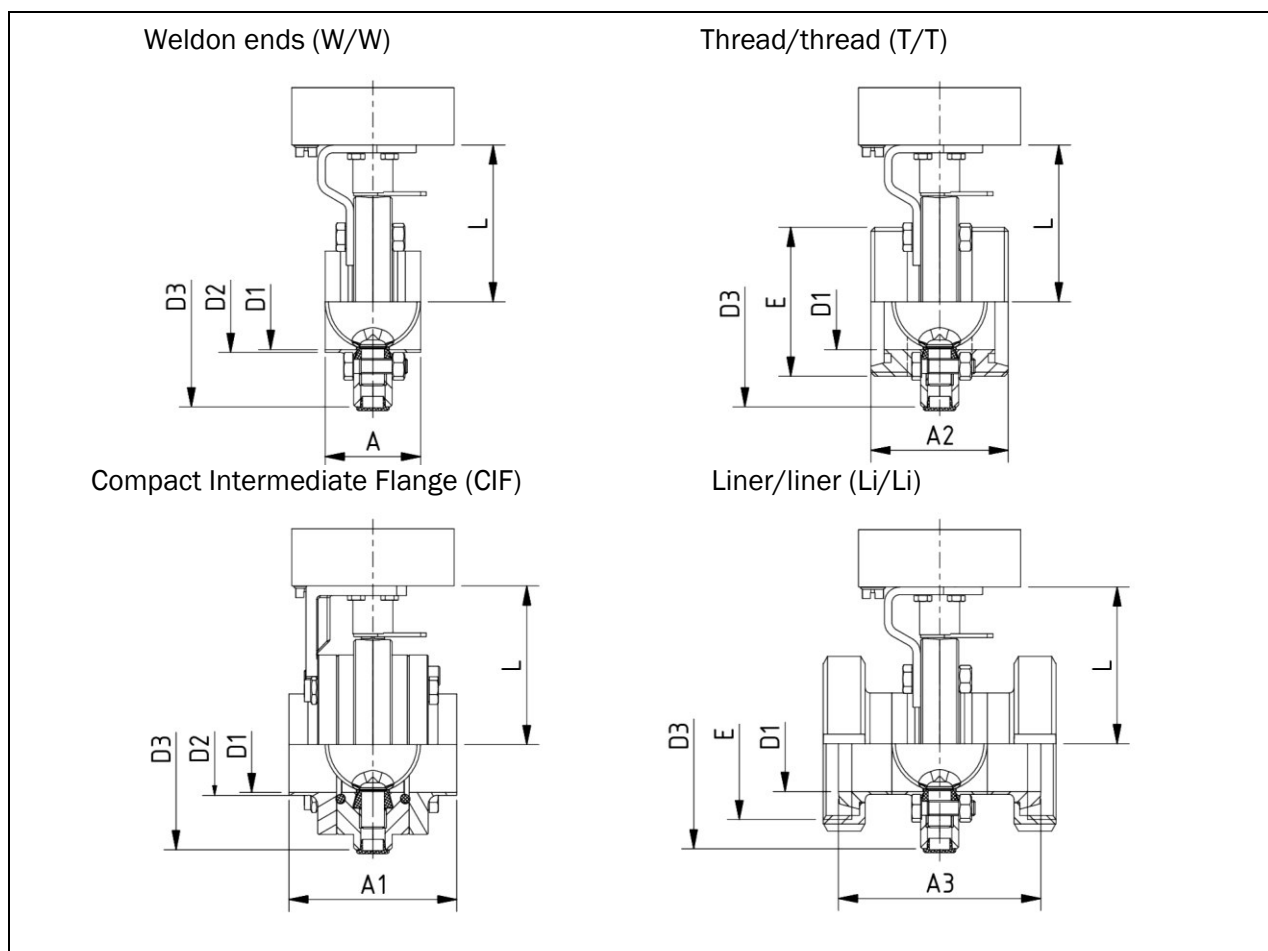 Weldon ends (W/W)
Thread/thread (T/T)
L
D3
D2
D1
A
L
E
D3
D1
A2
Compact Intermediate Flange (CIF)
Liner/liner (Li/Li)
L
D3
D2
D1
A1
L
D3
E
D1
A3